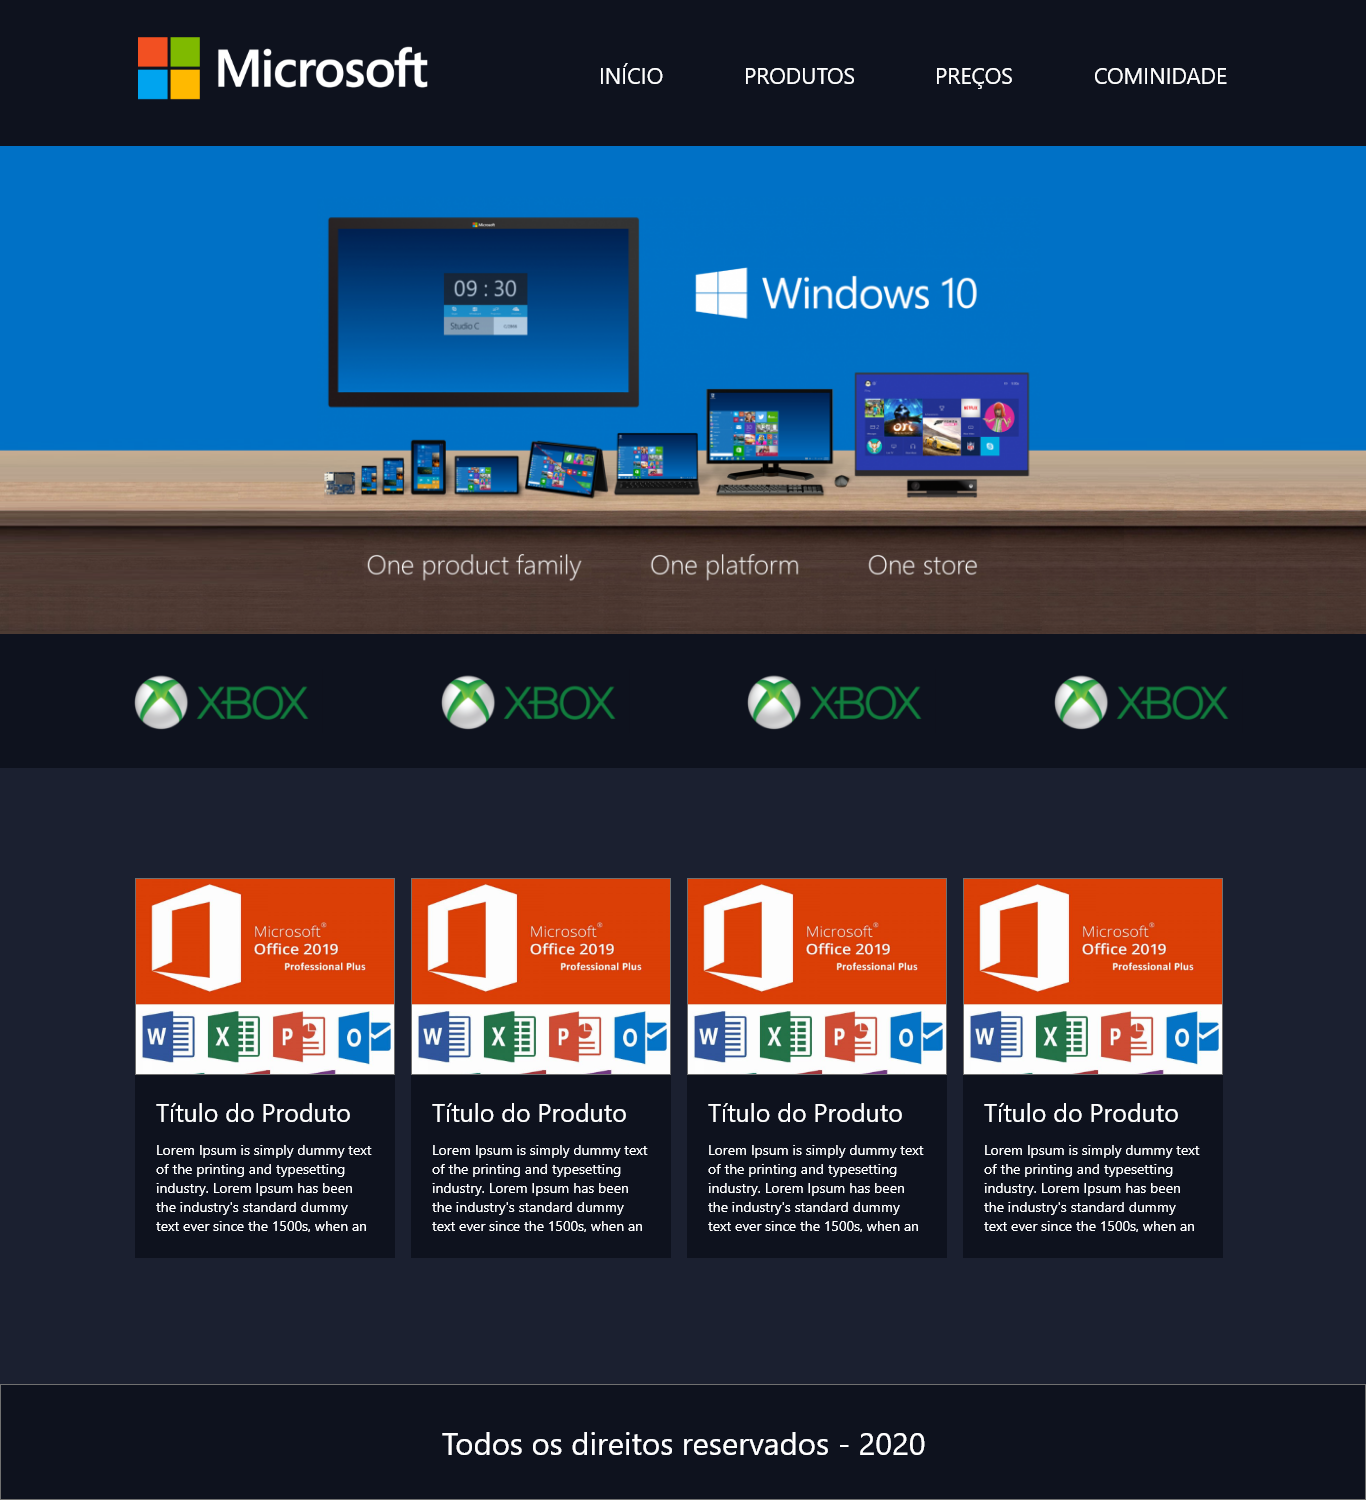 Microsoft
INÍCIO PRODUTOS PREÇOS COMINIDADE
Microsoft
09 : 30
Studio C
Windows 10
NETFLIX
One product family One platform One store
XBOX XBOX XBOX XBOX
Microsoft® Microsoft® Microsoft® Microsoft®
Office 2019 Office 2019 Office 2019 Office 2019
Professional Plus Professional Plus Professional Plus Professional Plus
W X P O W X P O W X P O W X P O
Título do Produto
Lorem Ipsum is simply dummy text
of the printing and typesetting
industry. Lorem Ipsum has been
the industry's standard dummy
text ever since the 1500s, when an
Título do Produto
Lorem Ipsum is simply dummy text
of the printing and typesetting
industry. Lorem Ipsum has been
the industry's standard dummy
text ever since the 1500s, when an
Título do Produto
Lorem Ipsum is simply dummy text
of the printing and typesetting
industry. Lorem Ipsum has been
the industry's standard dummy
text ever since the 1500s, when an
Título do Produto
Lorem Ipsum is simply dummy text
of the printing and typesetting
industry. Lorem Ipsum has been
the industry's standard dummy
text ever since the 1500s, when an
Todos os direitos reservados - 2020